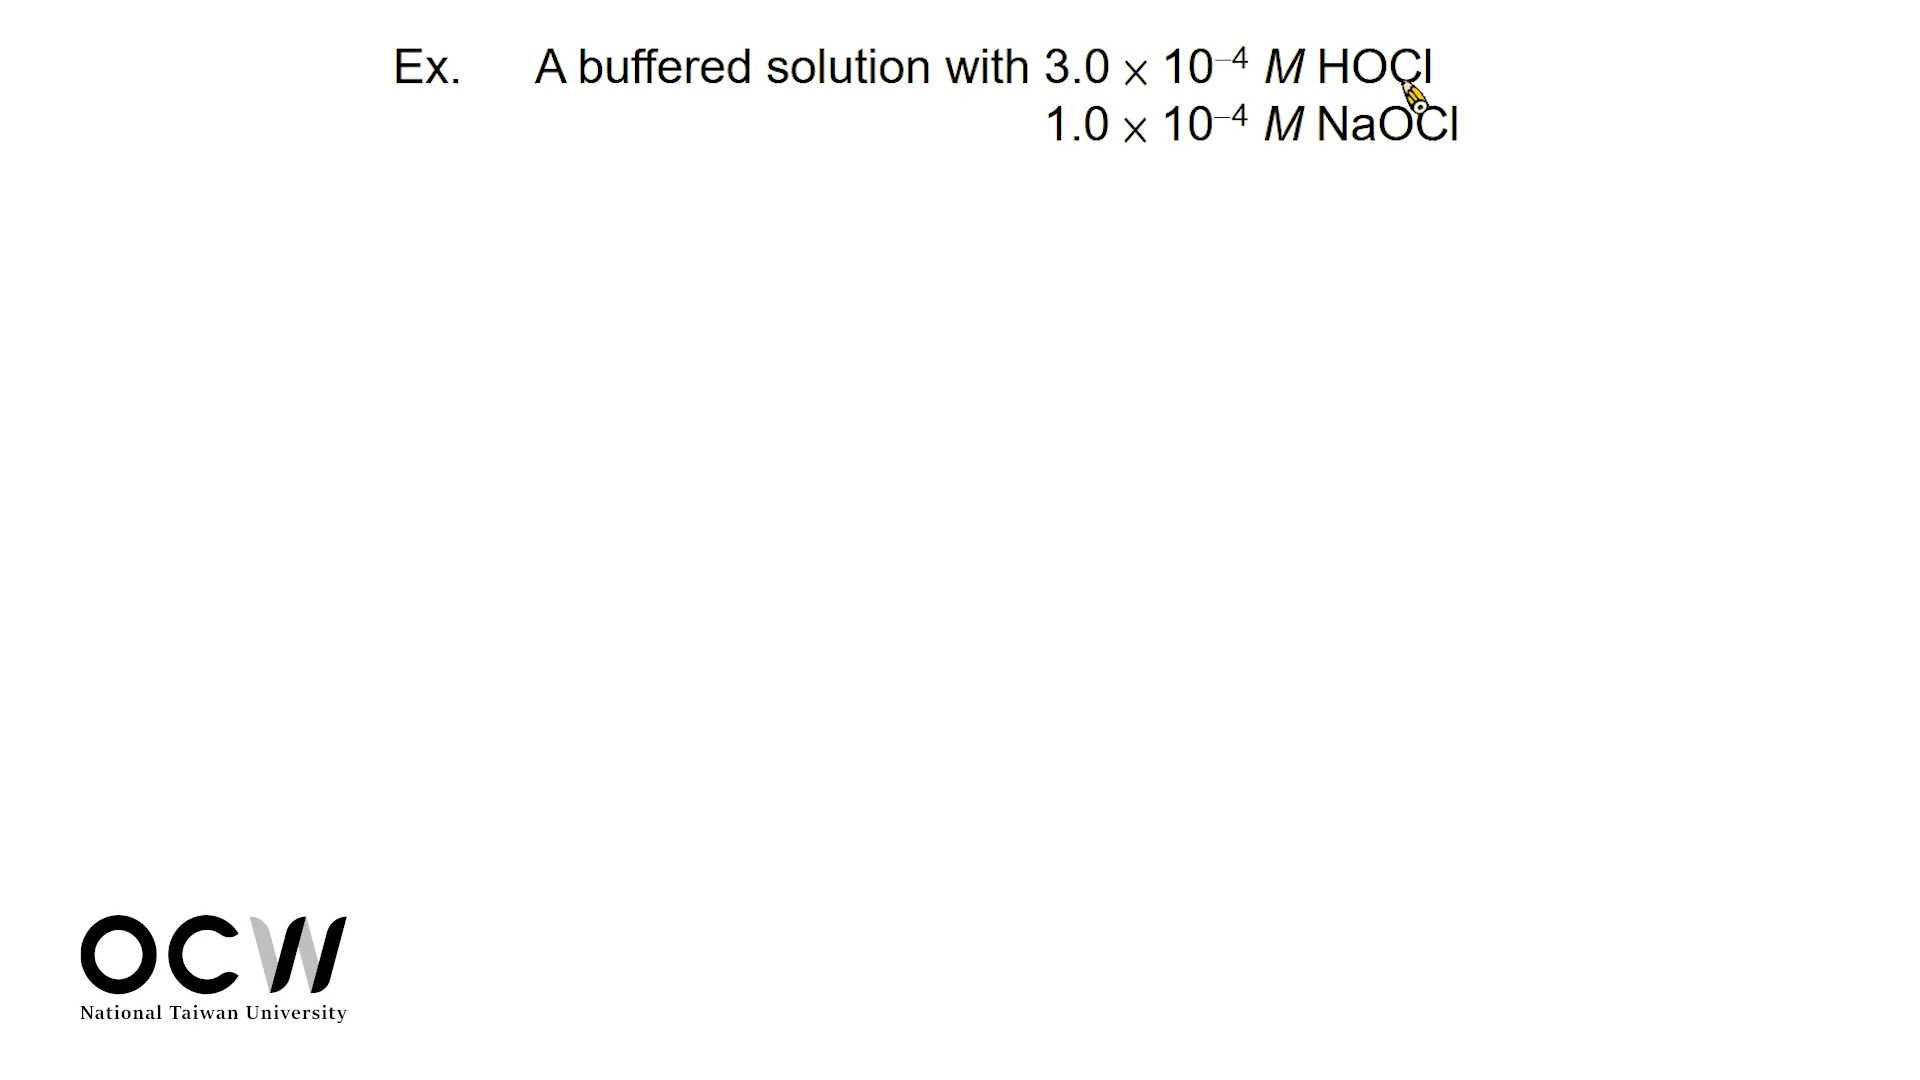 Ex. A buffered solution with 3.0 × 10⁻⁴ M HOCl
1.0 × 10⁻⁴ M NaOCl
OCW
National Taiwan University